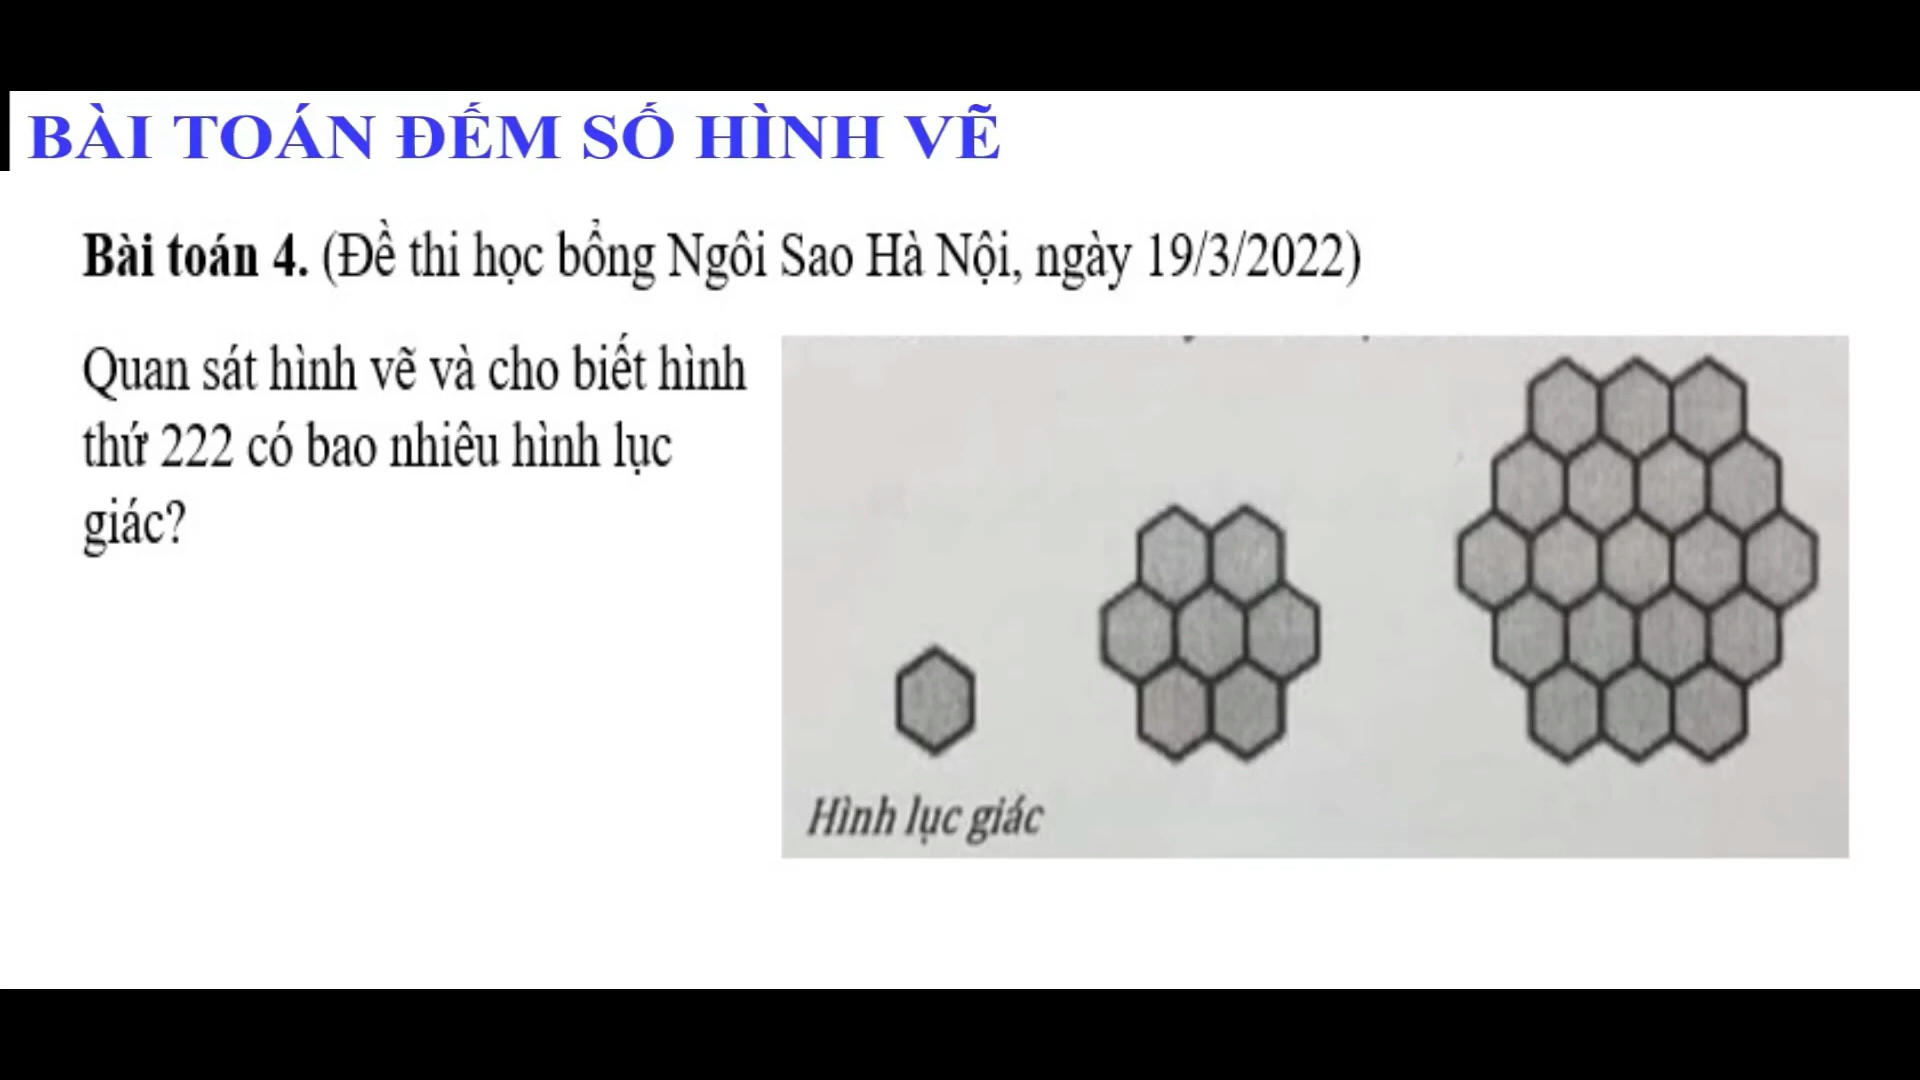 BÀI TOÁN ĐẾM SỐ HÌNH VẼ
Bài toán 4. (Đề thi học bổng Ngôi Sao Hà Nội, ngày 19/3/2022)
Quan sát hình vẽ và cho biết hình
thứ 222 có bao nhiêu hình lục
giác?
Hình lục giác